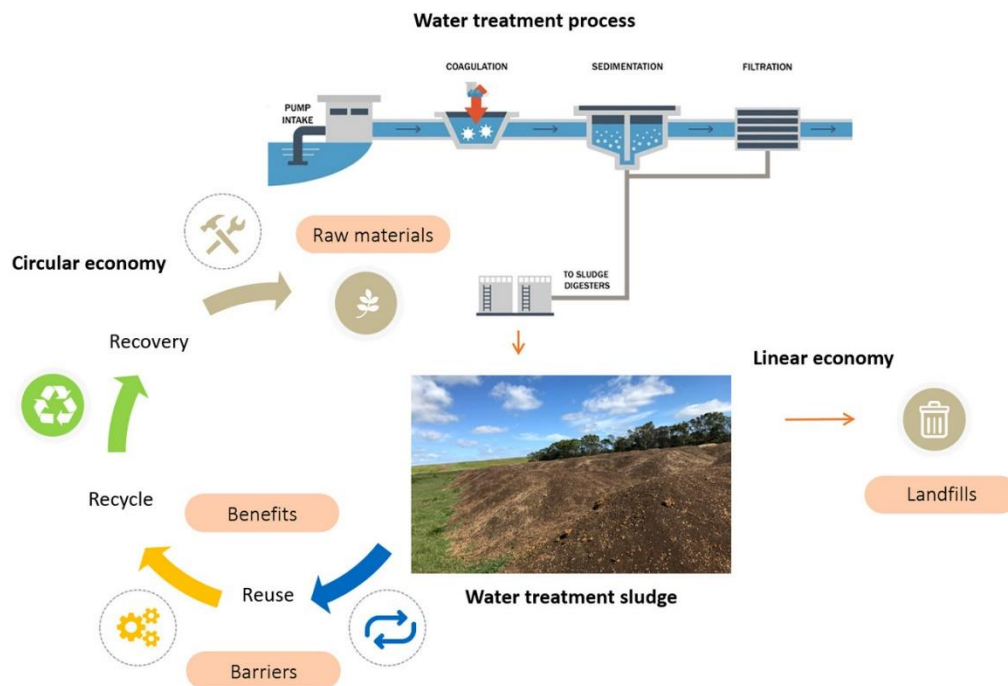 Water treatment process
COAGULATION
SEDIMENTATION
FILTRATION
PUMP
INTAKE
Raw materials
Circular economy
TO SLUDGE
DIGESTERS
Recovery
Linear economy
Recycle
Benefits
Landfills
Reuse
Water treatment sludge
Barriers